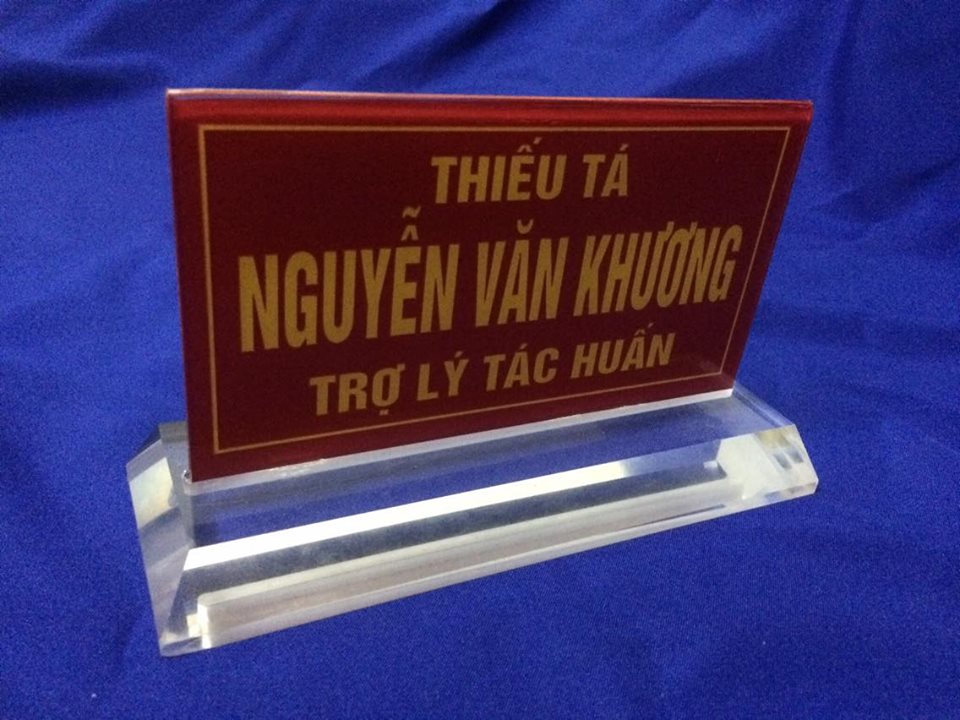 THIẾU TÁ
NGUYỄN VĂN KHƯƠNG
TRỢ LÝ TÁC HUẤN